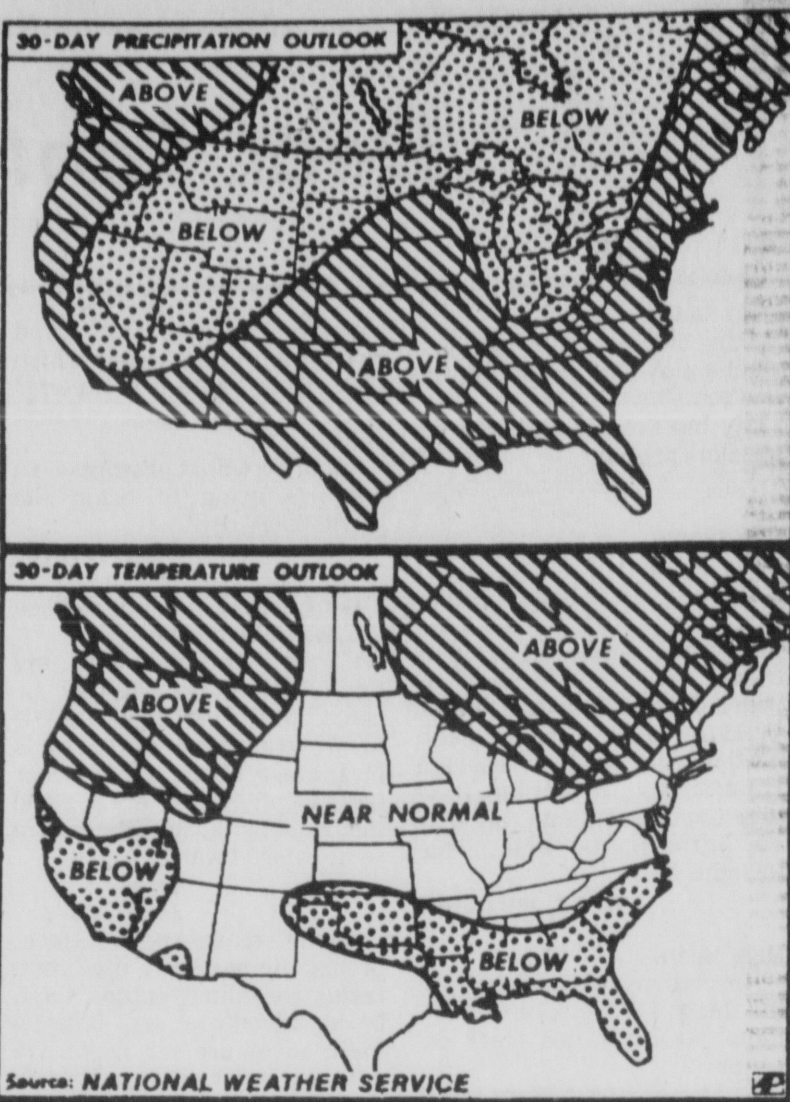 30-DAY PRECIPITATION OUTLOOK
ABOVE
BELOW
BELOW
ABOVE
30-DAY TEMPERATURE OUTLOOK
ABOVE
ABOVE
NEAR NORMAL
BELOW
BELOW
Source: NATIONAL WEATHER SERVICE
AP